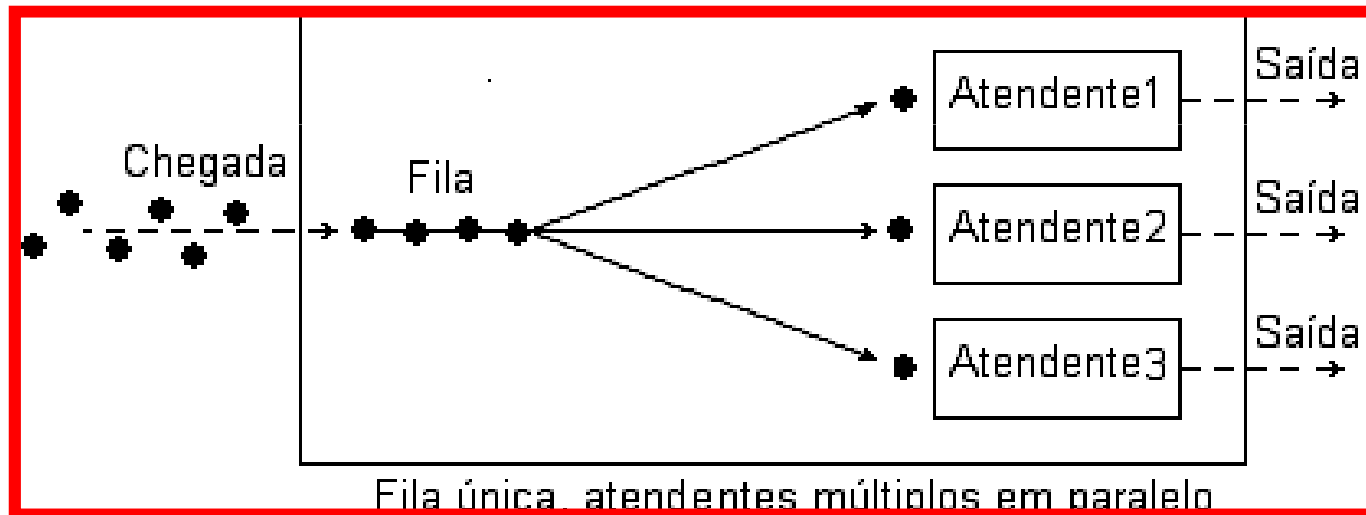 Chegada
Fila
Atendente1
Saída
Atendente2
Saída
Atendente3
Saída
Fila única, atendentes múltiplos em paralelo